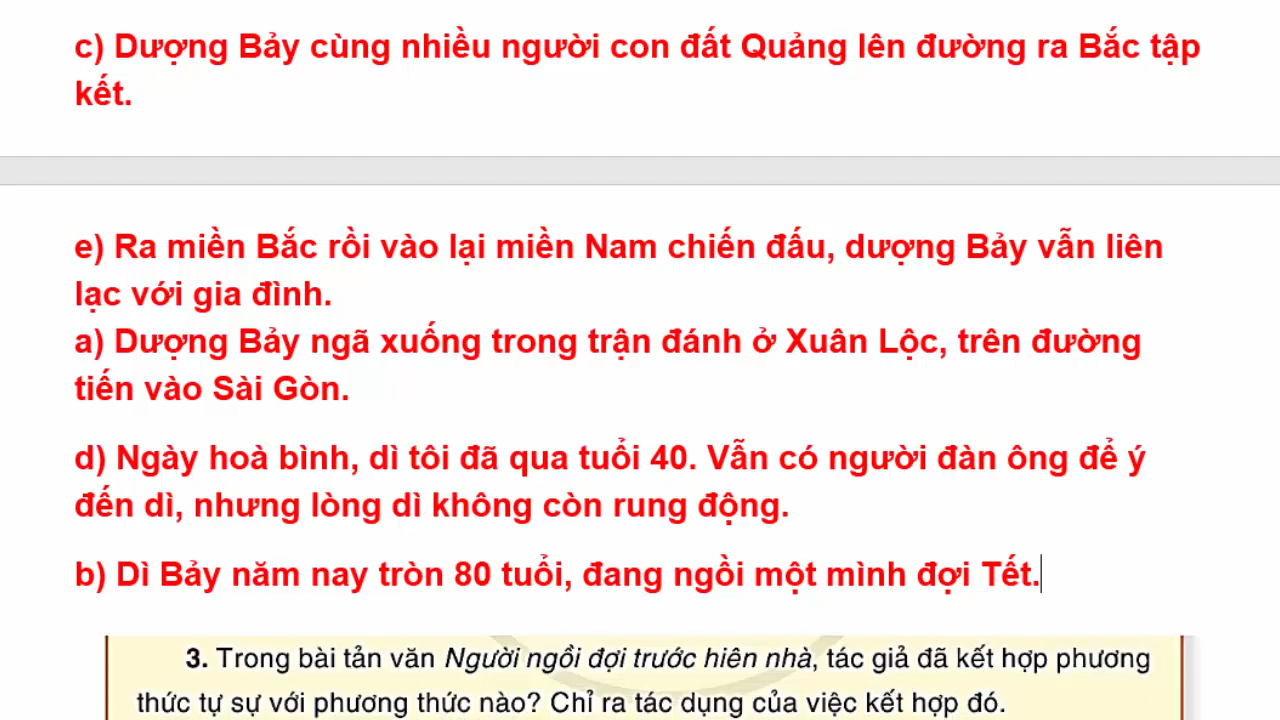 c) Dượng Bảy cùng nhiều người con đất Quảng lên đường ra Bắc tập
kết.
e) Ra miền Bắc rồi vào lại miền Nam chiến đấu, dượng Bảy vẫn liên
lạc với gia đình.
a) Dượng Bảy ngã xuống trong trận đánh ở Xuân Lộc, trên đường
tiến vào Sài Gòn.
d) Ngày hoà bình, dì tôi đã qua tuổi 40. Vẫn có người đàn ông để ý
đến dì, nhưng lòng dì không còn rung động.
b) Dì Bảy năm nay tròn 80 tuổi, đang ngồi một mình đợi Tết.
3. Trong bài tản văn Người ngồi đợi trước hiên nhà, tác giả đã kết hợp phương
thức tự sự với phương thức nào? Chỉ ra tác dụng của việc kết hợp đó.